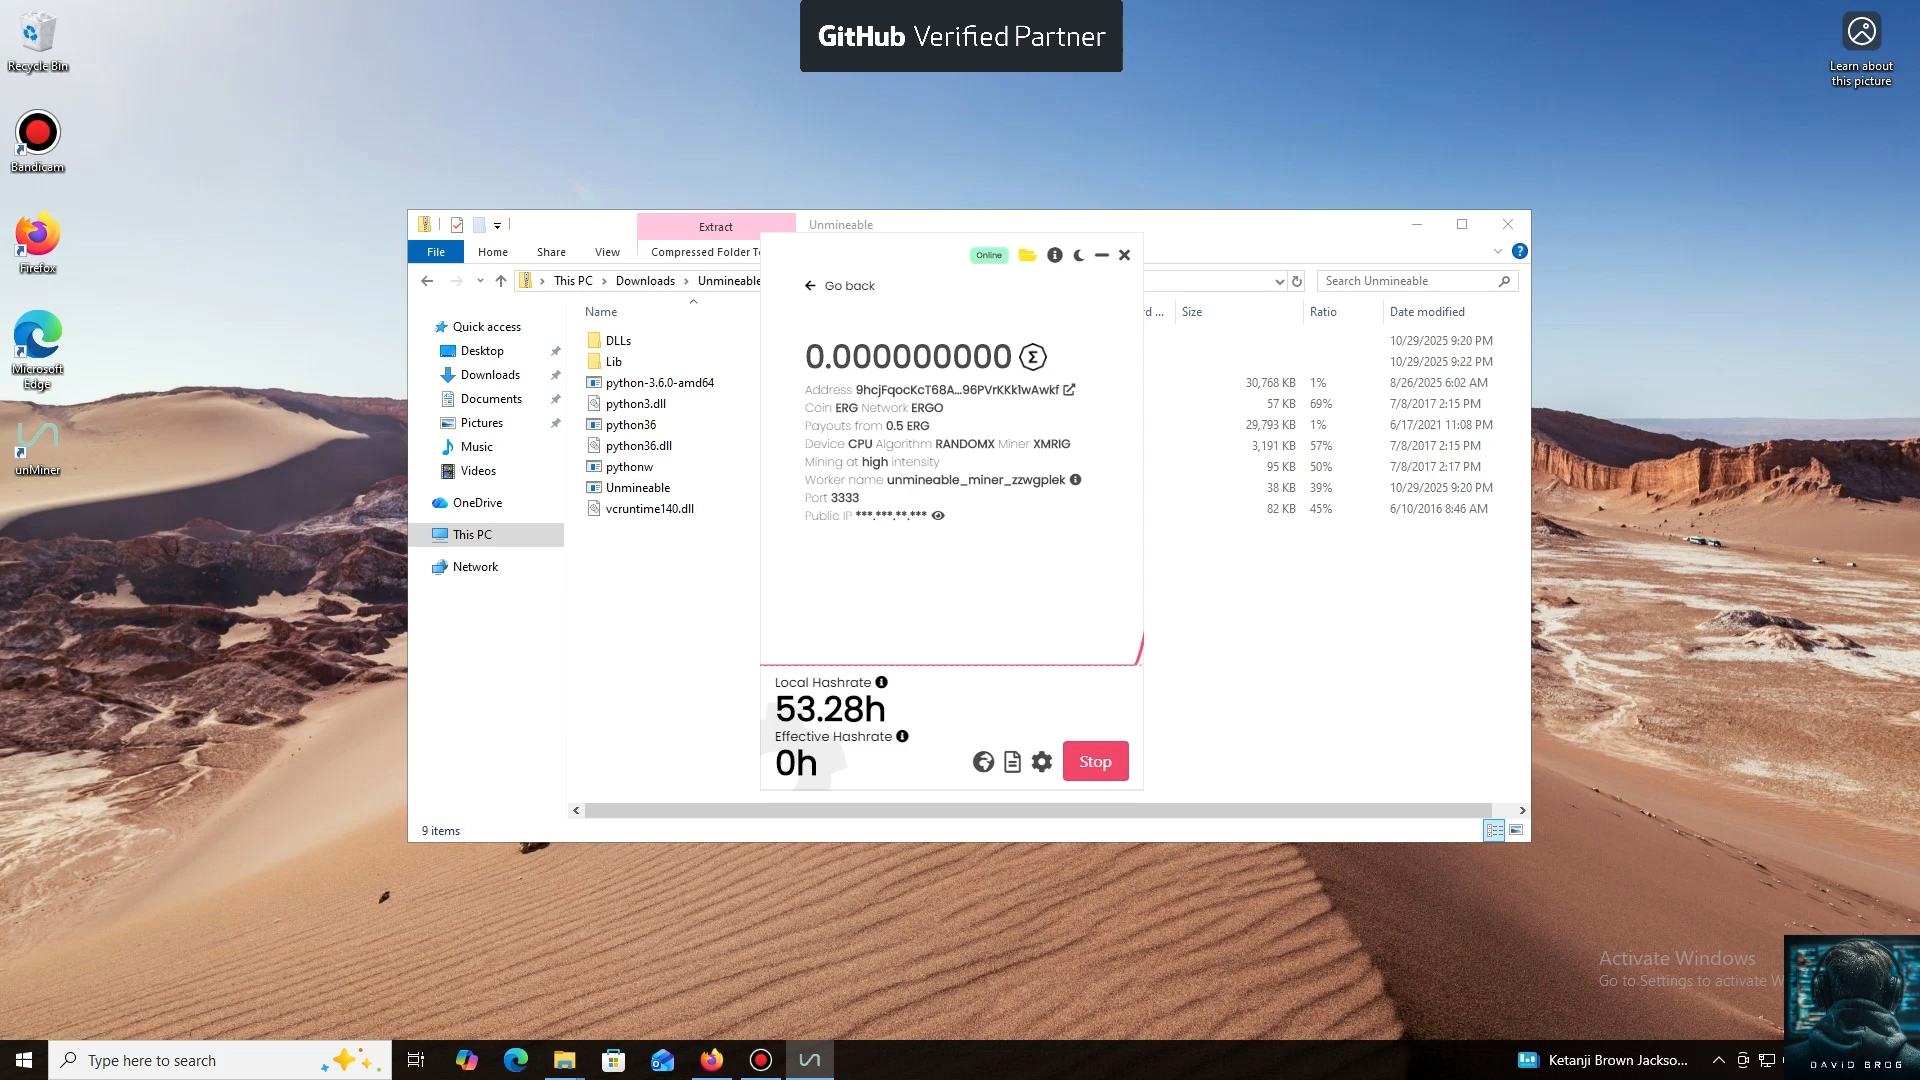 GitHub Verified Partner
Recycle Bin
Learn about
this picture
Bandicam
Firefox
Microsoft
Edge
unMiner
Extract
Unmineable
File
Home
Share
View
Compressed Folder T
This PC
Downloads
Unmineable
Search Unmineable
Name
Size
Ratio
Date modified
Quick access
Desktop
Downloads
Documents
Pictures
Music
Videos
OneDrive
This PC
Network
DLLs 10/29/2025 9:20 PM
Lib 10/29/2025 9:22 PM
python-3.6.0-amd64 30,768 KB 1% 8/26/2025 6:02 AM
python3.dll 57 KB 69% 7/8/2017 2:15 PM
python36 29,793 KB 1% 6/17/2021 11:08 PM
python36.dll 3,191 KB 57% 7/8/2017 2:15 PM
pythonw 95 KB 50% 7/8/2017 2:17 PM
Unmineable 38 KB 39% 10/29/2025 9:20 PM
vcruntime140.dll 82 KB 45% 6/10/2016 8:46 AM
9 items
Online
Go back
0.000000000
Address 9hcjFqocKcT68A...96PVrKKk1wAwkf
Coin ERG Network ERGO
Payouts from 0.5 ERG
Device CPU Algorithm RANDOMX Miner XMRIG
Mining at high intensity
Worker name unmineable_miner_zzwgplek
Port 3333
Public IP ***.***.**.***
Local Hashrate
53.28h
Effective Hashrate
0h
Stop
Activate Windows
Go to Settings to activate W
DAVID BROG
Type here to search
Ketanji Brown Jackso...